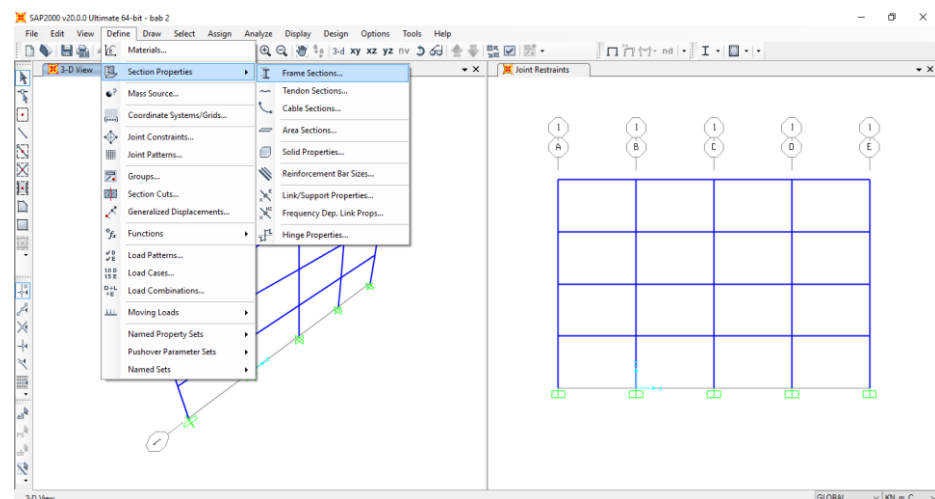 SAP2000 v20.0.0 Ultimate 64-bit - bab 2
File Edit View Define Draw Select Assign Analyze Display Design Options Tools Help
3-d xy xz yz nv nd
3-D View
Joint Restraints
Materials...
Section Properties
Mass Source...
Coordinate Systems/Grids...
Joint Constraints...
Joint Patterns...
Groups...
Section Cuts...
Generalized Displacements...
Functions
Load Patterns...
Load Cases...
Load Combinations...
Moving Loads
Named Property Sets
Pushover Parameter Sets
Named Sets
Frame Sections...
Tendon Sections...
Cable Sections...
Area Sections...
Solid Properties...
Reinforcement Bar Sizes...
Link/Support Properties...
Frequency Dep. Link Props...
Hinge Properties...
1 1 1 1 1
A B C D E
3-D View
GLOBAL KN, m, C